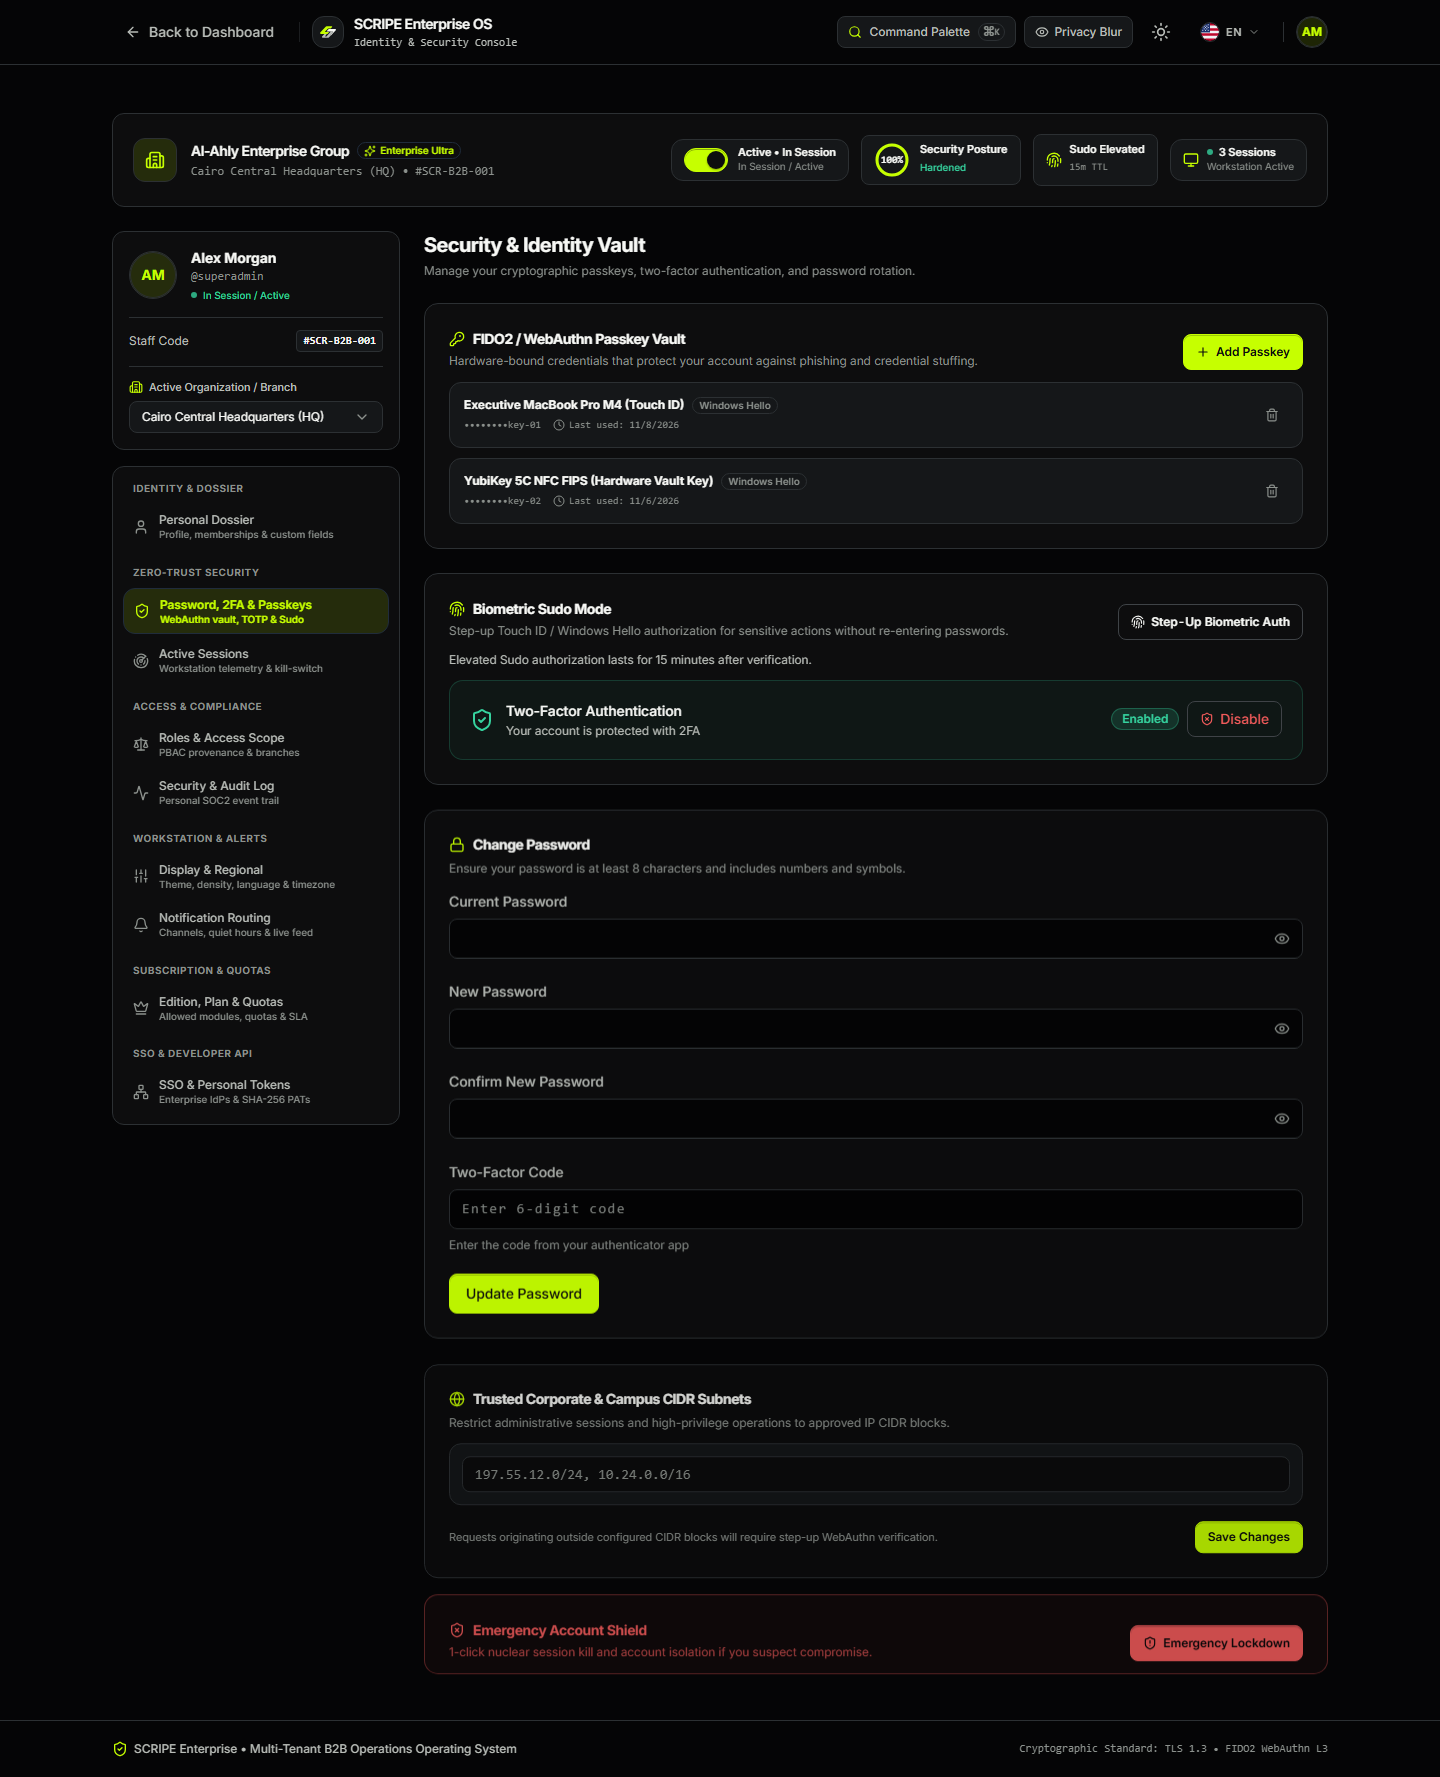 Back to Dashboard
SCRIPE Enterprise OS
Identity & Security Console
Command Palette ⌘K
Privacy Blur
EN
AM
Al-Ahly Enterprise Group
Enterprise Ultra
Cairo Central Headquarters (HQ) • #SCR-B2B-001
Active • In Session
In Session / Active
100%
Security Posture
Hardened
Sudo Elevated
15m TTL
3 Sessions
Workstation Active
AM
Alex Morgan
@superadmin
In Session / Active
Staff Code
#SCR-B2B-001
Active Organization / Branch
Cairo Central Headquarters (HQ)
IDENTITY & DOSSIER
Personal Dossier
Profile, memberships & custom fields
ZERO-TRUST SECURITY
Password, 2FA & Passkeys
WebAuthn vault, TOTP & Sudo
Active Sessions
Workstation telemetry & kill-switch
ACCESS & COMPLIANCE
Roles & Access Scope
PBAC provenance & branches
Security & Audit Log
Personal SOC2 event trail
WORKSTATION & ALERTS
Display & Regional
Theme, density, language & timezone
Notification Routing
Channels, quiet hours & live feed
SUBSCRIPTION & QUOTAS
Edition, Plan & Quotas
Allowed modules, quotas & SLA
SSO & DEVELOPER API
SSO & Personal Tokens
Enterprise IdPs & SHA-256 PATs
Security & Identity Vault
Manage your cryptographic passkeys, two-factor authentication, and password rotation.
FIDO2 / WebAuthn Passkey Vault
Hardware-bound credentials that protect your account against phishing and credential stuffing.
Add Passkey
Executive MacBook Pro M4 (Touch ID)
Windows Hello
••••••••key-01
Last used: 11/8/2026
YubiKey 5C NFC FIPS (Hardware Vault Key)
Windows Hello
••••••••key-02
Last used: 11/6/2026
Biometric Sudo Mode
Step-up Touch ID / Windows Hello authorization for sensitive actions without re-entering passwords.
Step-Up Biometric Auth
Elevated Sudo authorization lasts for 15 minutes after verification.
Two-Factor Authentication
Your account is protected with 2FA
Enabled
Disable
Change Password
Ensure your password is at least 8 characters and includes numbers and symbols.
Current Password
New Password
Confirm New Password
Two-Factor Code
Enter 6-digit code
Enter the code from your authenticator app
Update Password
Trusted Corporate & Campus CIDR Subnets
Restrict administrative sessions and high-privilege operations to approved IP CIDR blocks.
197.55.12.0/24, 10.24.0.0/16
Requests originating outside configured CIDR blocks will require step-up WebAuthn verification.
Save Changes
Emergency Account Shield
1-click nuclear session kill and account isolation if you suspect compromise.
Emergency Lockdown
SCRIPE Enterprise • Multi-Tenant B2B Operations Operating System
Cryptographic Standard: TLS 1.3 • FIDO2 WebAuthn L3